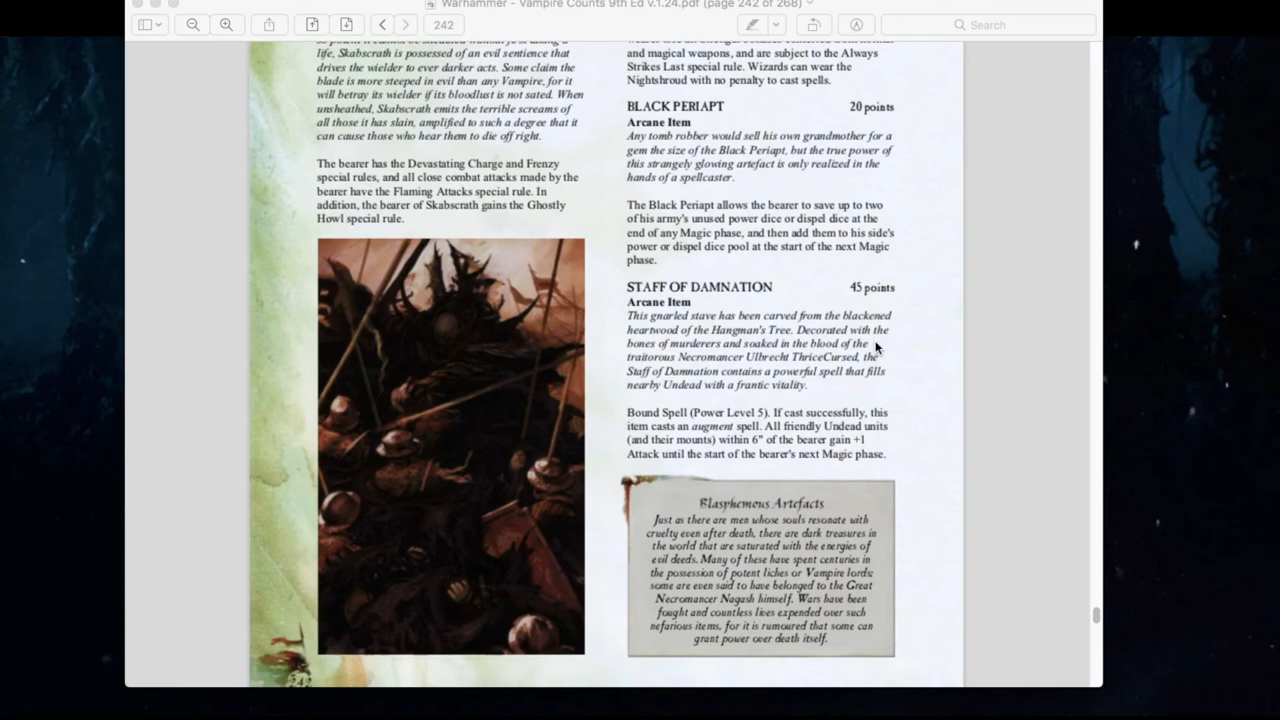 Warhammer - Vampire Counts 9th Ed v.1.24.pdf (page 242 of 268)
242
Search
life, Skabscrath is possessed of an evil sentience that
drives the wielder to ever darker acts. Some claim the
blade is more steeped in evil than any Vampire, for it
will betray its wielder if its bloodlust is not sated. When
unsheathed, Skabscrath emits the terrible screams of
all those it has slain, amplified to such a degree that it
can cause those who hear them to die off right.
The bearer has the Devastating Charge and Frenzy
special rules, and all close combat attacks made by the
bearer have the Flaming Attacks special rule. In
addition, the bearer of Skabscrath gains the Ghostly
Howl special rule.
and magical weapons, and are subject to the Always
Strikes Last special rule. Wizards can wear the
Nightshroud with no penalty to cast spells.
BLACK PERIAPT 20 points
Arcane Item
Any tomb robber would sell his own grandmother for a
gem the size of the Black Periapt, but the true power of
this strangely glowing artefact is only realized in the
hands of a spellcaster.
The Black Periapt allows the bearer to save up to two
of his army's unused power dice or dispel dice at the
end of any Magic phase, and then add them to his side's
power or dispel dice pool at the start of the next Magic
phase.
STAFF OF DAMNATION 45 points
Arcane Item
This gnarled stave has been carved from the blackened
heartwood of the Hangman's Tree. Decorated with the
bones of murderers and soaked in the blood of the
traitorous Necromancer Ulbrecht ThriceCursed, the
Staff of Damnation contains a powerful spell that fills
nearby Undead with a frantic vitality.
Bound Spell (Power Level 5). If cast successfully, this
item casts an augment spell. All friendly Undead units
(and their mounts) within 6" of the bearer gain +1
Attack until the start of the bearer's next Magic phase.
Blasphemous Artefacts
Just as there are men whose souls resonate with
cruelty even after death, there are dark treasures in
the world that are saturated with the energies of
evil deeds. Many of these have spent centuries in
the possession of potent liches or Vampire lords;
some are even said to have belonged to the Great
Necromancer Nagash himself. Wars have been
fought and countless lives expended over such
nefarious items, for it is rumoured that some can
grant power over death itself.